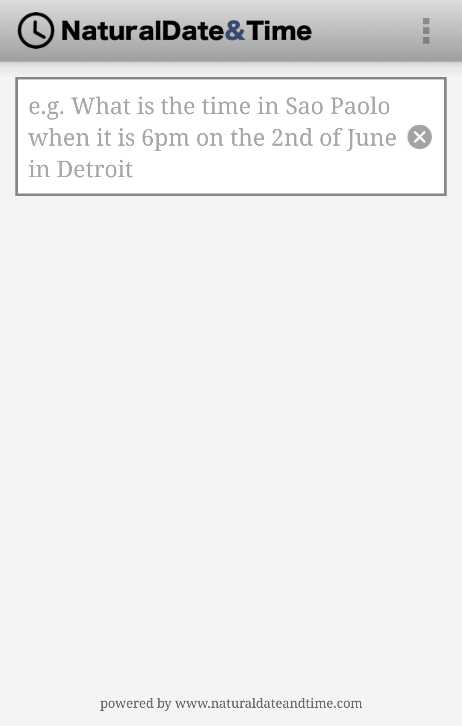 NaturalDate&Time
e.g. What is the time in Sao Paolo
when it is 6pm on the 2nd of June
in Detroit
powered by www.naturaldateandtime.com